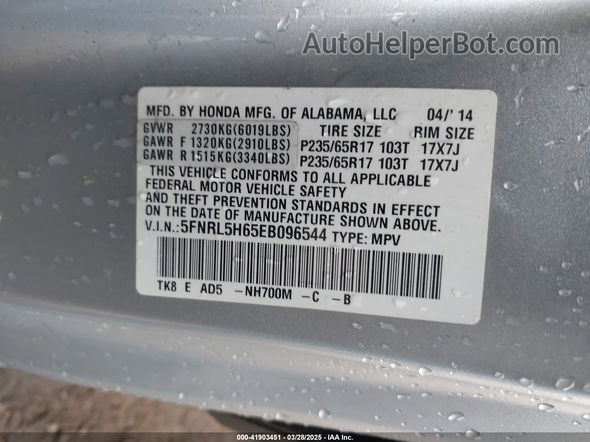 AutoHelperBot.com
MFD. BY HONDA MFG. OF ALABAMA, LLC 04/' 14
GVWR 2730KG(6019LBS) TIRE SIZE RIM SIZE
GAWR F 1320KG(2910LBS) P235/65R17 103T 17X7J
GAWR R 1515KG(3340LBS) P235/65R17 103T 17X7J
THIS VEHICLE CONFORMS TO ALL APPLICABLE
FEDERAL MOTOR VEHICLE SAFETY
AND THEFT PREVENTION STANDARDS IN EFFECT
ON THE DATE OF MANUFACTURE SHOWN ABOVE.
V.I.N.: 5FNRL5H65EB096544 TYPE: MPV
TK8 E AD5 -NH700M -C -B
000-41903451 - 03/28/2025 - IAA Inc.